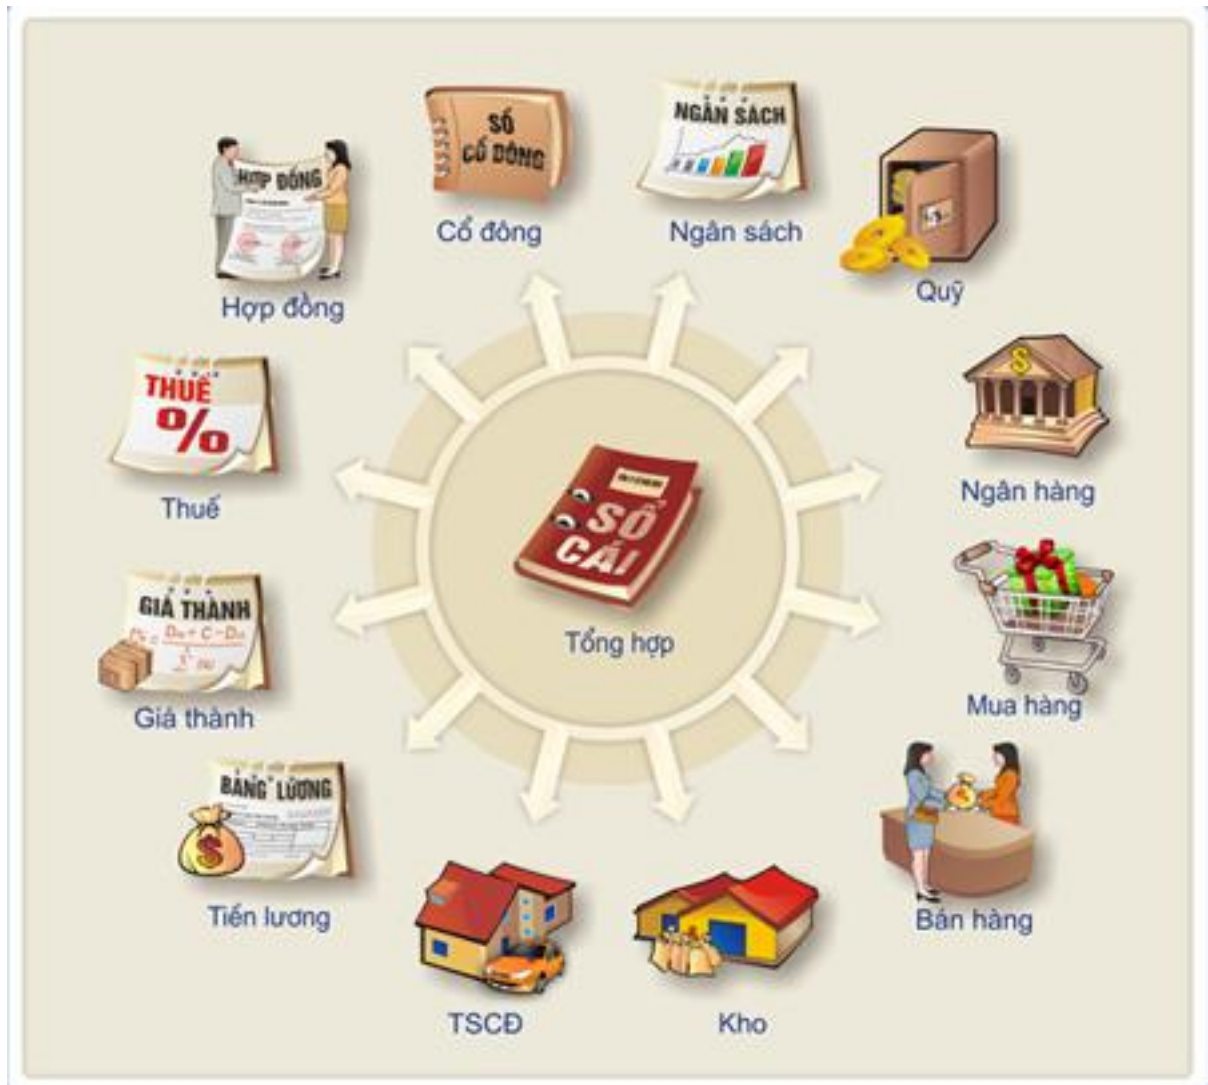 SỔ
CỔ ĐÔNG
Cổ đông
NGÂN SÁCH
Ngân sách
Quỹ
Ngân hàng
Mua hàng
Bán hàng
Kho
TSCĐ
BẢNG LƯƠNG
$
Tiền lương
GIÁ THÀNH
Giá thành
THUẾ
%
Thuế
HỢP ĐỒNG
Hợp đồng
SỔ
CÁI
Tổng hợp